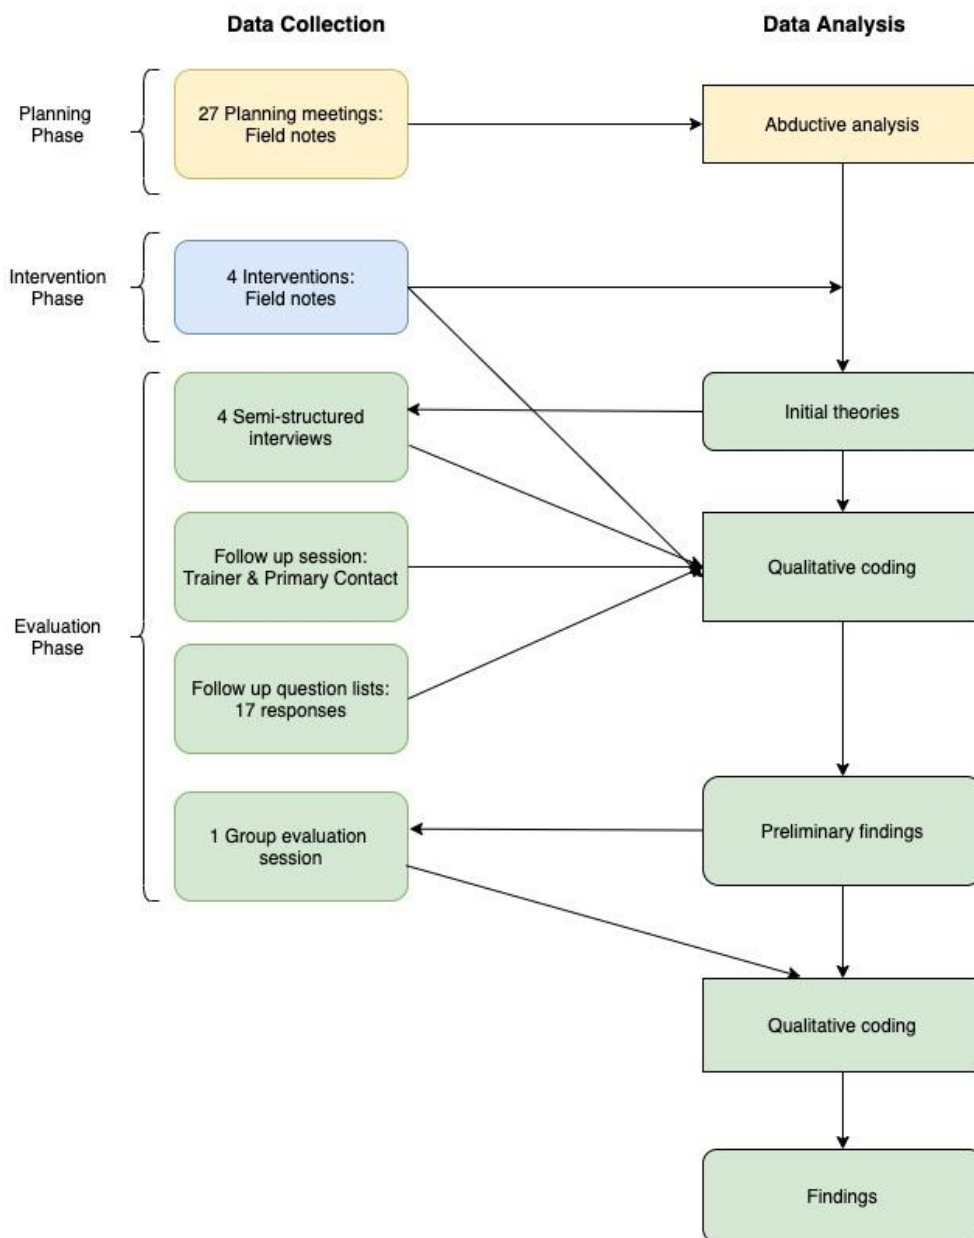 Data Collection
Data Analysis
Planning
Phase
27 Planning meetings:
Field notes
Abductive analysis
Intervention
Phase
4 Interventions:
Field notes
4 Semi-structured
interviews
Initial theories
Follow up session:
Trainer & Primary Contact
Qualitative coding
Evaluation
Phase
Follow up question lists:
17 responses
1 Group evaluation
session
Preliminary findings
Qualitative coding
Findings